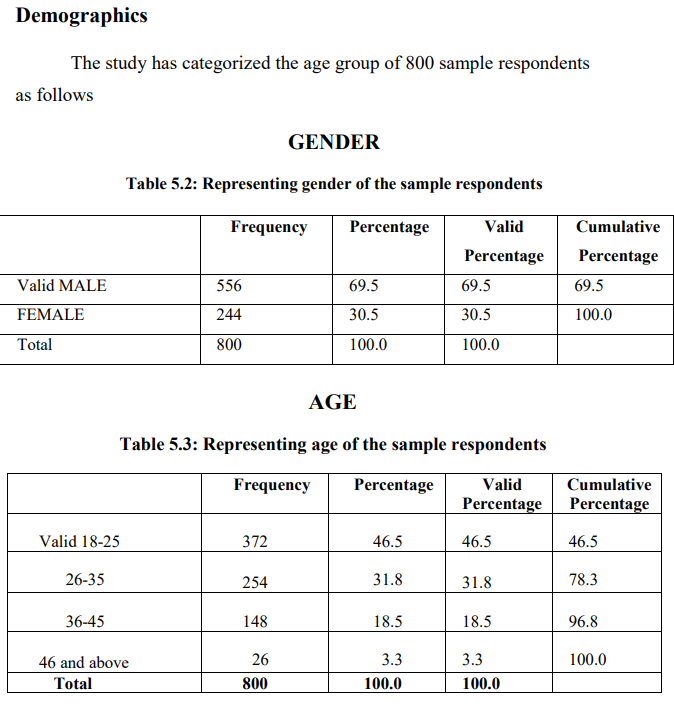 Demographics
The study has categorized the age group of 800 sample respondents
as follows
GENDER
Table 5.2: Representing gender of the sample respondents
Frequency Percentage Valid Percentage Cumulative Percentage
Valid MALE 556 69.5 69.5 69.5
FEMALE 244 30.5 30.5 100.0
Total 800 100.0 100.0
AGE
Table 5.3: Representing age of the sample respondents
Frequency Percentage Valid Percentage Cumulative Percentage
Valid 18-25 372 46.5 46.5 46.5
26-35 254 31.8 31.8 78.3
36-45 148 18.5 18.5 96.8
46 and above 26 3.3 3.3 100.0
Total 800 100.0 100.0